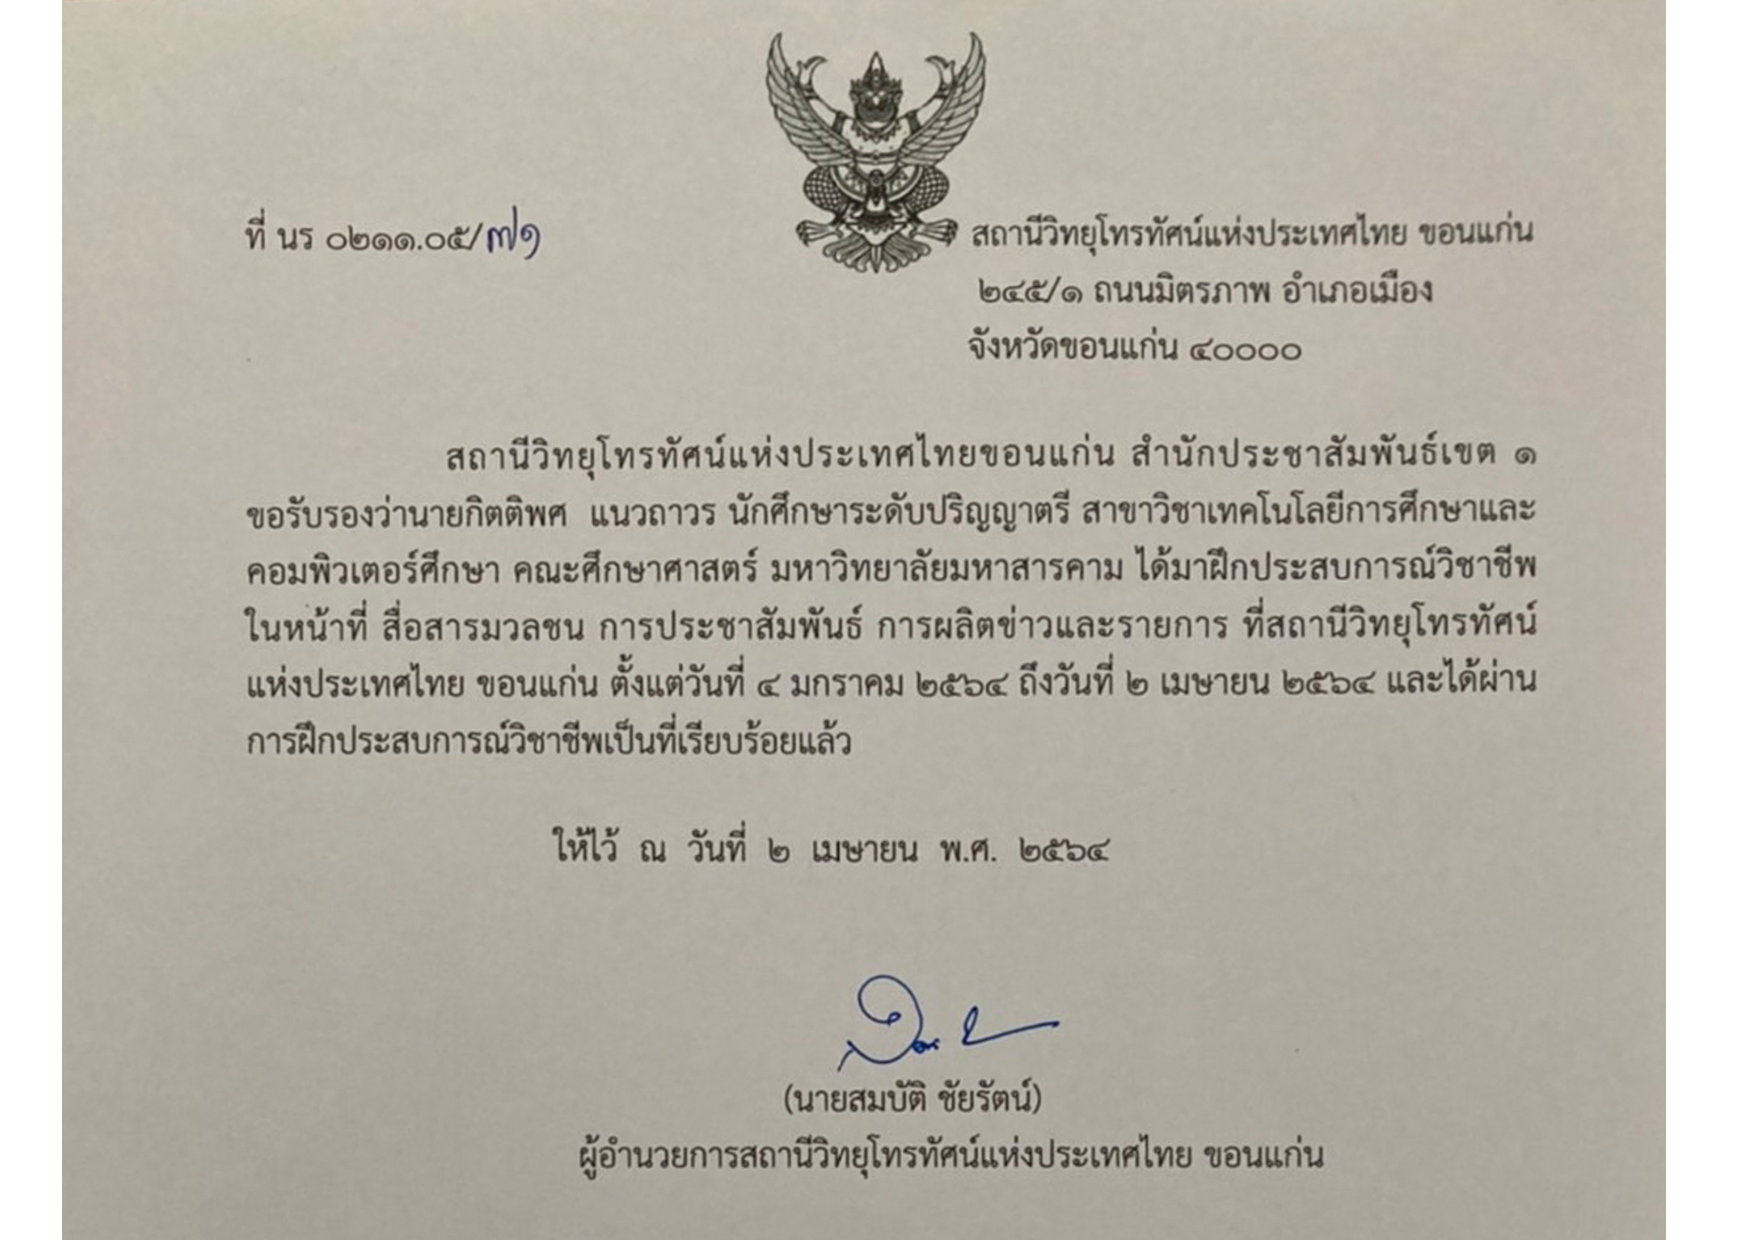 ที่ นร ๐๒๑๑.๐๕/๗๑
สถานีวิทยุโทรทัศน์แห่งประเทศไทย ขอนแก่น
๒๔๕/๑ ถนนมิตรภาพ อำเภอเมือง
จังหวัดขอนแก่น ๔๐๐๐๐
สถานีวิทยุโทรทัศน์แห่งประเทศไทยขอนแก่น สำนักประชาสัมพันธ์เขต ๑
ขอรับรองว่านายกิตติพศ แนวถาวร นักศึกษาระดับปริญญาตรี สาขาวิชาเทคโนโลยีการศึกษาและ
คอมพิวเตอร์ศึกษา คณะศึกษาศาสตร์ มหาวิทยาลัยมหาสารคาม ได้มาฝึกประสบการณ์วิชาชีพ
ในหน้าที่ สื่อสารมวลชน การประชาสัมพันธ์ การผลิตข่าวและรายการ ที่สถานีวิทยุโทรทัศน์
แห่งประเทศไทย ขอนแก่น ตั้งแต่วันที่ ๔ มกราคม ๒๕๖๔ ถึงวันที่ ๒ เมษายน ๒๕๖๔ และได้ผ่าน
การฝึกประสบการณ์วิชาชีพเป็นที่เรียบร้อยแล้ว
ให้ไว้ ณ วันที่ ๒ เมษายน พ.ศ. ๒๕๖๔
(นายสมบัติ ชัยรัตน์)
ผู้อำนวยการสถานีวิทยุโทรทัศน์แห่งประเทศไทย ขอนแก่น